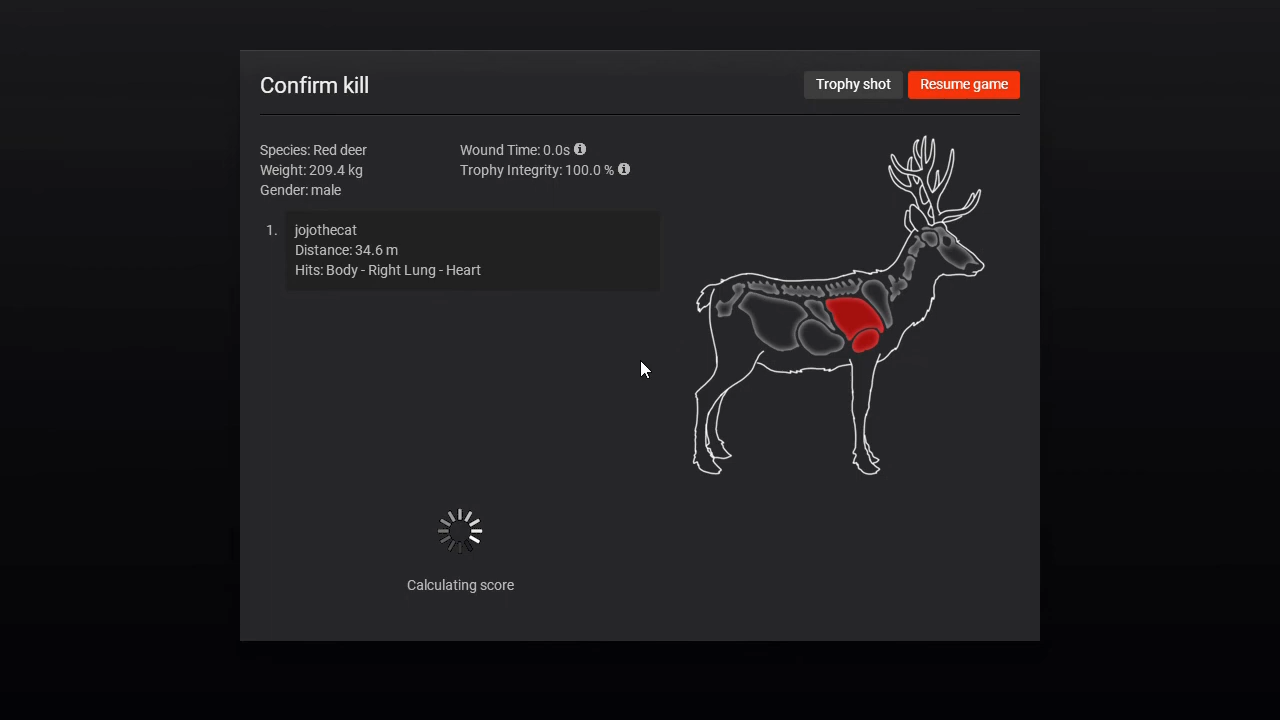 Confirm kill
Trophy shot
Resume game
Species: Red deer
Weight: 209.4 kg
Gender: male
Wound Time: 0.0s
Trophy Integrity: 100.0 %
1.
jojothecat
Distance: 34.6 m
Hits: Body - Right Lung - Heart
Calculating score